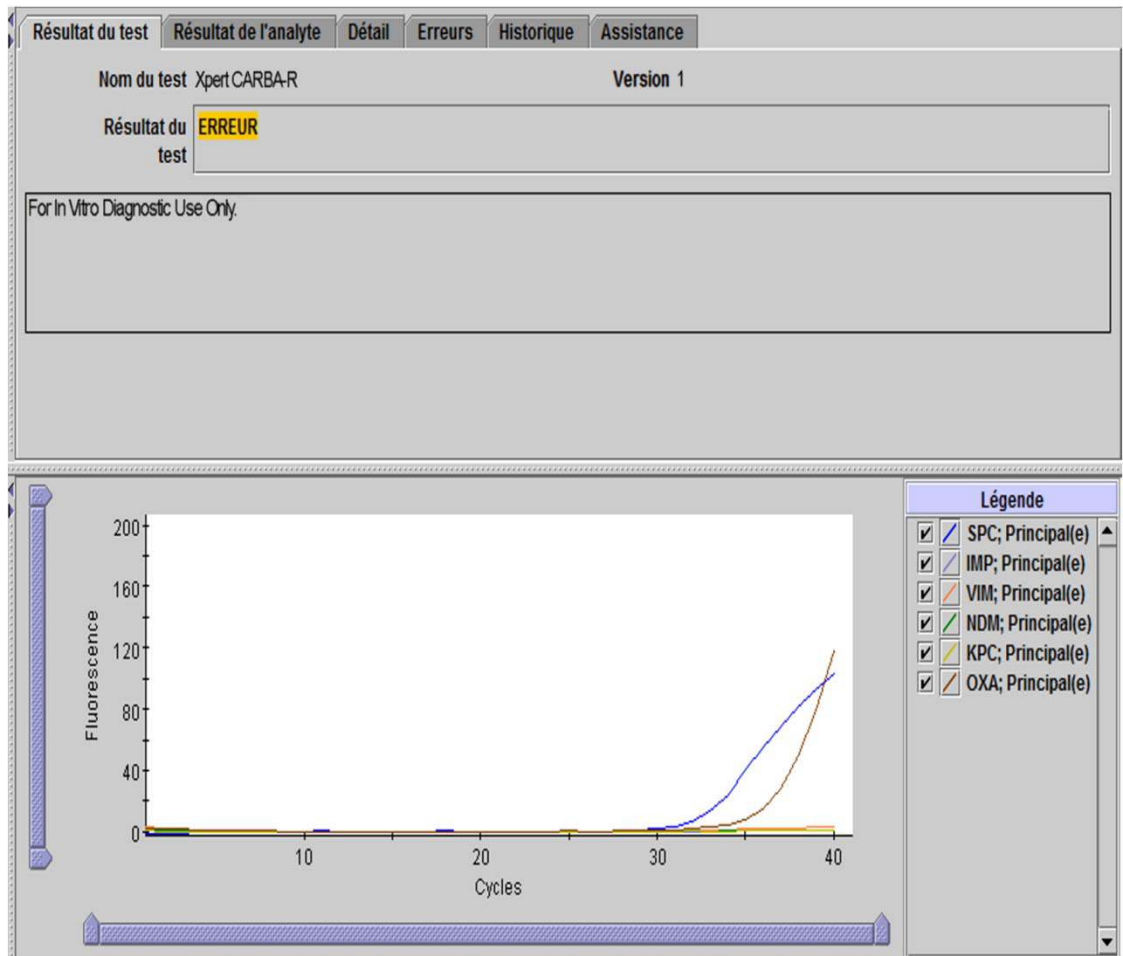 Résultat du test Résultat de l'analyte Détail Erreurs Historique Assistance
Nom du test Xpert CARBA-R Version 1
Résultat du test ERREUR
For In Vitro Diagnostic Use Only.
Légende
SPC; Principal(e)
IMP; Principal(e)
VIM; Principal(e)
NDM; Principal(e)
KPC; Principal(e)
OXA; Principal(e)
Fluorescence
200
160
120
80
40
0
10 20 30 40
Cycles